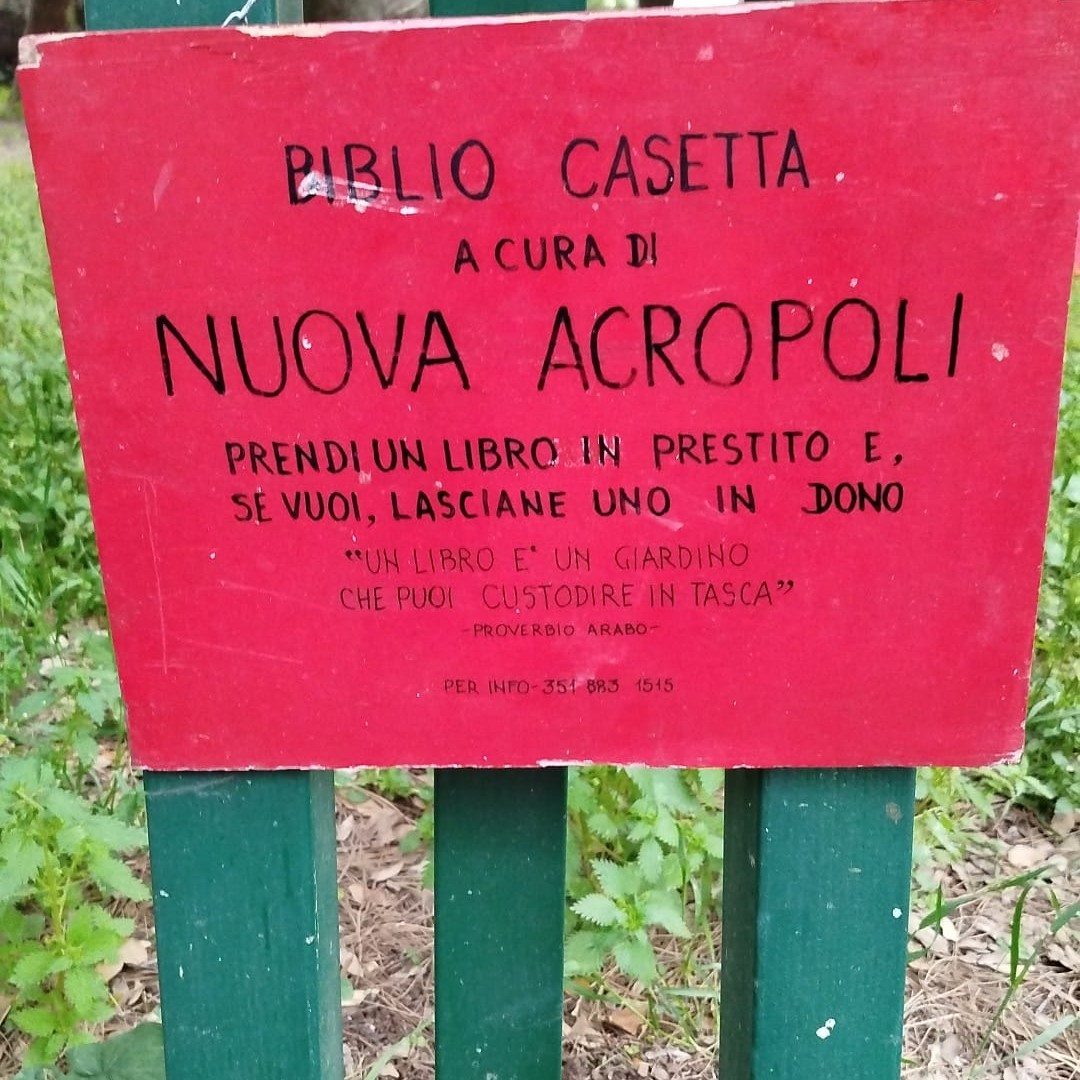 BIBLIO CASETTA
A CURA DI
NUOVA ACROPOLI
PRENDI UN LIBRO IN PRESTITO E,
SE VUOI, LASCIANE UNO IN DONO
“UN LIBRO E' UN GIARDINO
CHE PUOI CUSTODIRE IN TASCA”
-PROVERBIO ARABO-
PER INFO-351 883 1515